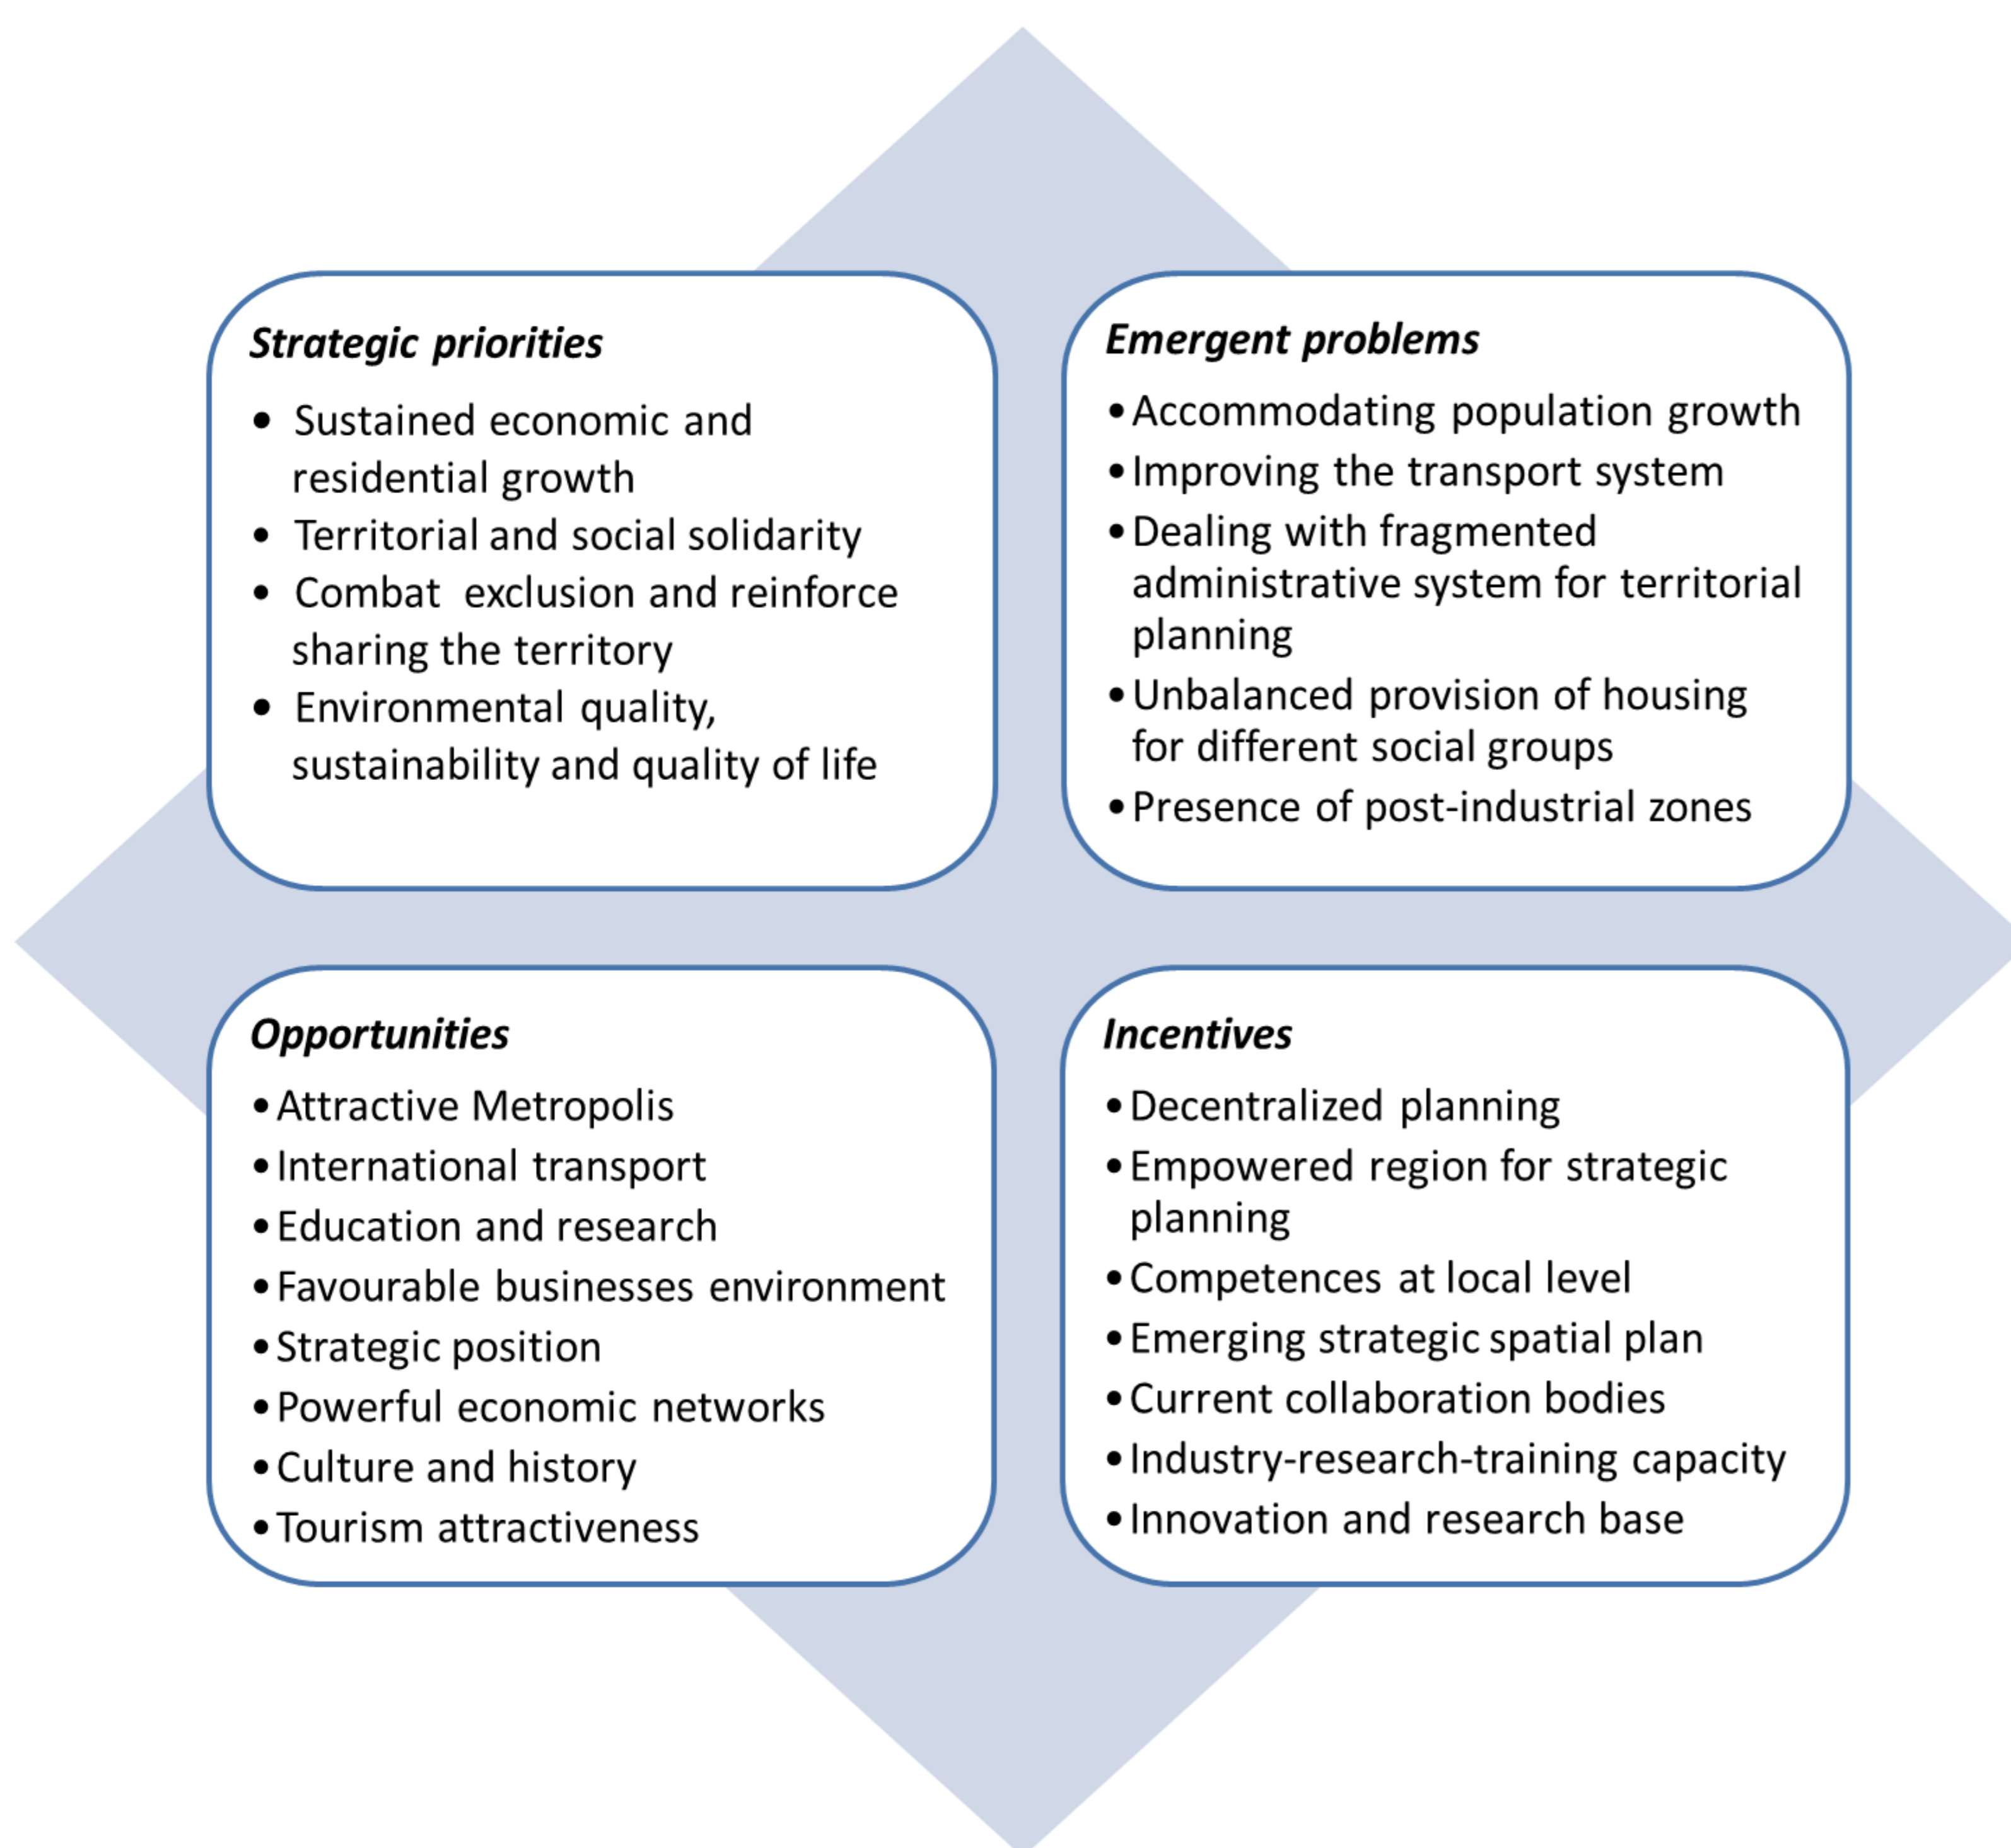 Strategic priorities
• Sustained economic and
residential growth
• Territorial and social solidarity
• Combat exclusion and reinforce
sharing the territory
• Environmental quality,
sustainability and quality of life
Emergent problems
•Accommodating population growth
•Improving the transport system
•Dealing with fragmented
administrative system for territorial
planning
•Unbalanced provision of housing
for different social groups
•Presence of post-industrial zones
Opportunities
•Attractive Metropolis
•International transport
•Education and research
•Favourable businesses environment
•Strategic position
•Powerful economic networks
•Culture and history
•Tourism attractiveness
Incentives
•Decentralized planning
•Empowered region for strategic
planning
•Competences at local level
•Emerging strategic spatial plan
•Current collaboration bodies
•Industry-research-training capacity
•Innovation and research base